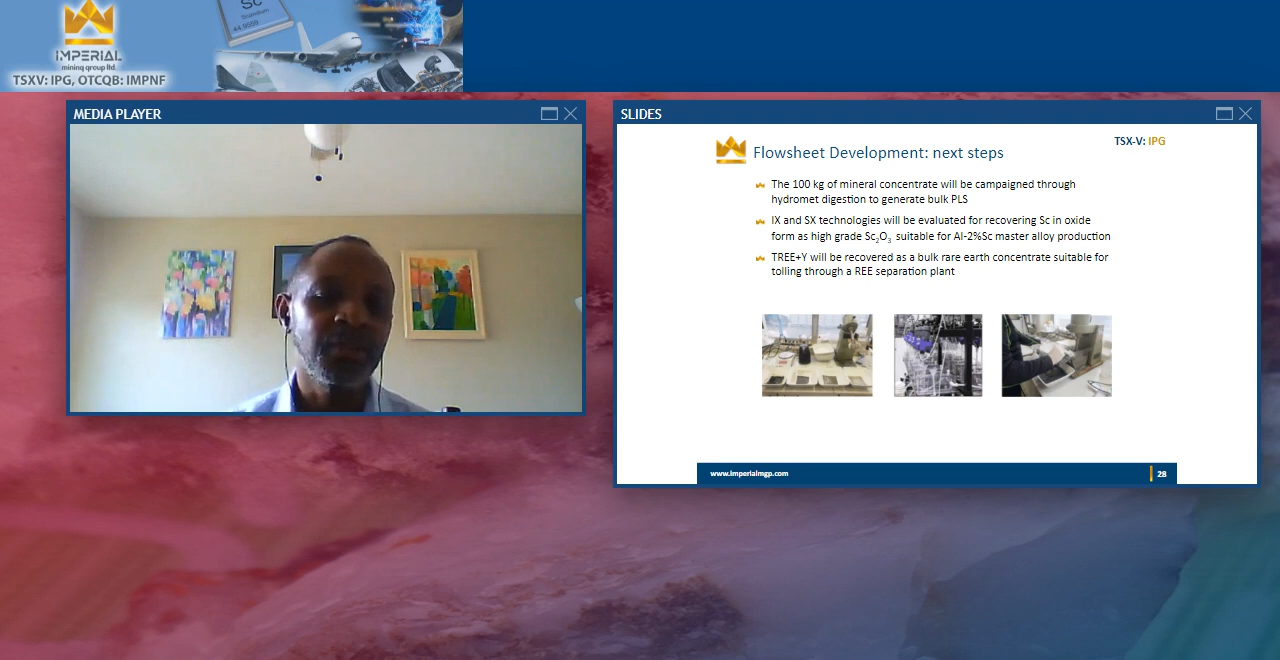 Sc
Scandium
44.9559
IMPERIAL
mining group ltd.
TSXV: IPG, OTCQB: IMPNF
MEDIA PLAYER
SLIDES
TSX-V: IPG
Flowsheet Development: next steps
The 100 kg of mineral concentrate will be campaigned through
hydromet digestion to generate bulk PLS
IX and SX technologies will be evaluated for recovering Sc in oxide
form as high grade Sc₂O₃ suitable for Al-2%Sc master alloy production
TREE+Y will be recovered as a bulk rare earth concentrate suitable for
tolling through a REE separation plant
www.imperialmgp.com
28